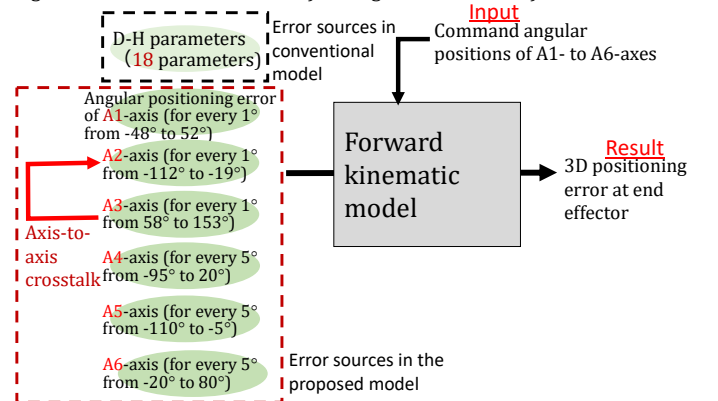 Input
Command angular
positions of A1- to A6-axes
D-H parameters
(18 parameters)
Error sources in
conventional
model
Angular positioning error
of A1-axis (for every 1°
from -48° to 52°)
A2-axis (for every 1°
from -112° to -19°)
A3-axis (for every 1°
from 58° to 153°)
Axis-to-
axis
crosstalk
A4-axis (for every 5°
from -95° to 20°)
A5-axis (for every 5°
from -110° to -5°)
A6-axis (for every 5°
from -20° to 80°)
Error sources in the
proposed model
Forward
kinematic
model
Result
3D positioning
error at end
effector